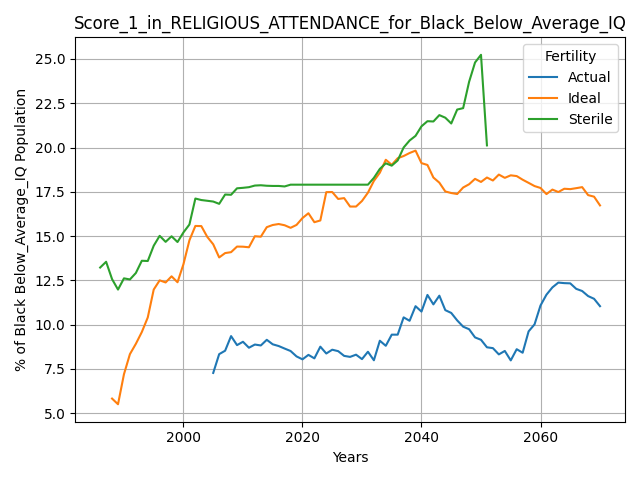 Score_1_in_RELIGIOUS_ATTENDANCE_for_Black_Below_Average_IQ
Fertility
Actual
Ideal
Sterile
% of Black Below_Average_IQ Population
25.0
22.5
20.0
17.5
15.0
12.5
10.0
7.5
5.0
2000 2020 2040 2060
Years